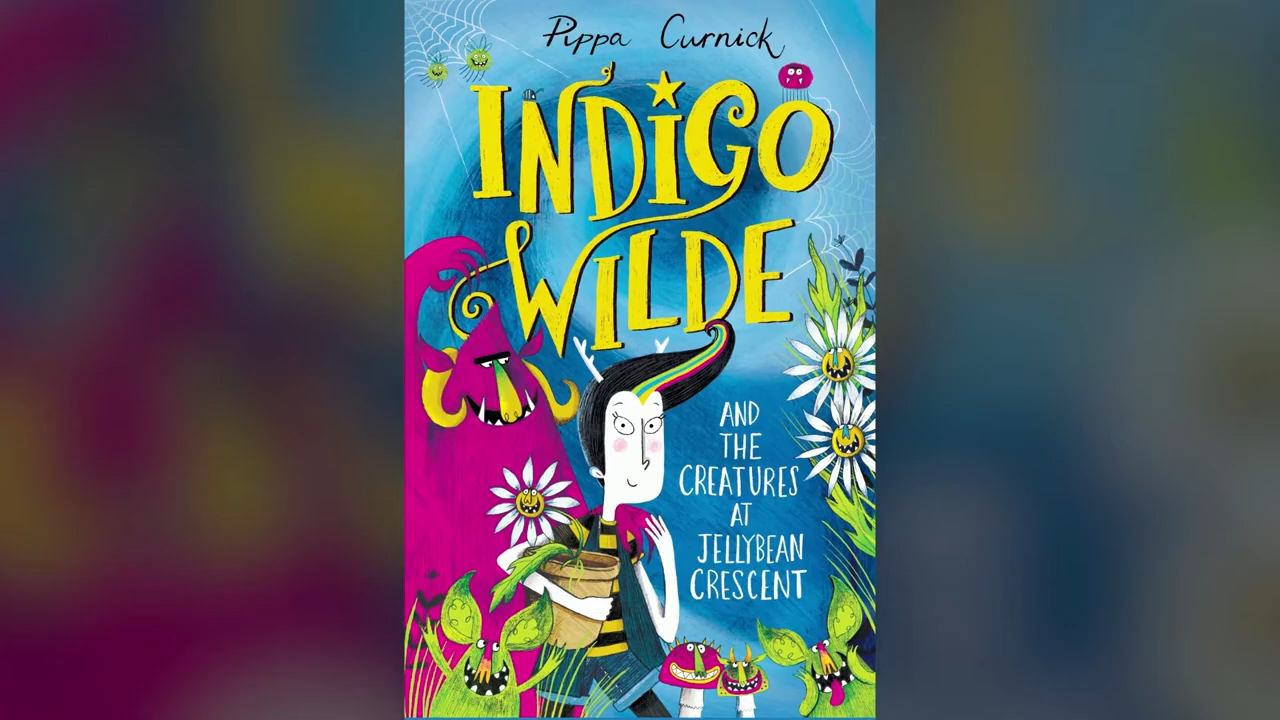 Pippa Curnick
INDiGO
WILDE
AND
THE
CREATURES
AT
JELLYBEAN
CRESCENT